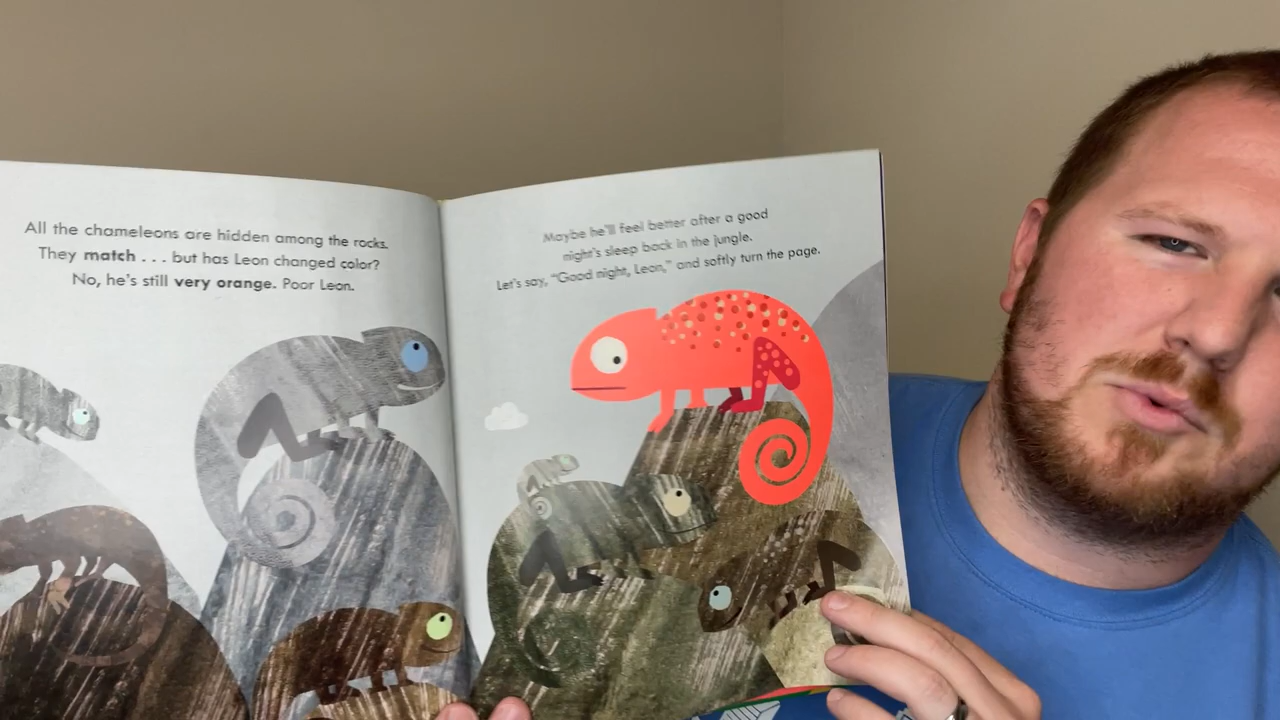 All the chameleons are hidden among the rocks.
They match . . . but has Leon changed color?
No, he's still very orange. Poor Leon.
Maybe he'll feel better after a good
night's sleep back in the jungle.
Let's say, "Good night, Leon," and softly turn the page.